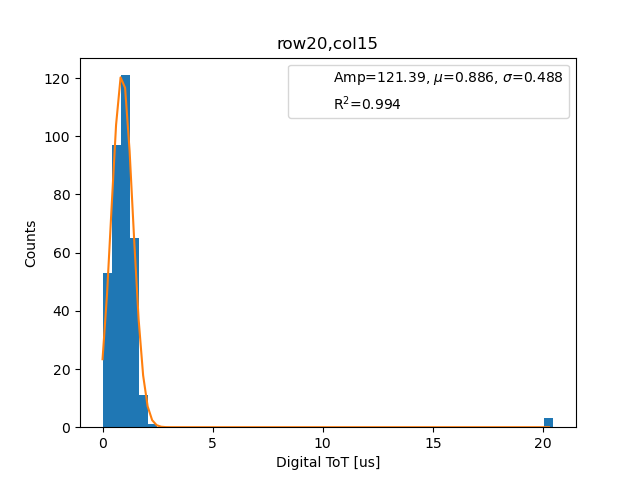 row20,col15
Amp=121.39, μ=0.886, σ=0.488
R²=0.994
120
100
80
60
40
20
0
Counts
0 5 10 15 20
Digital ToT [us]